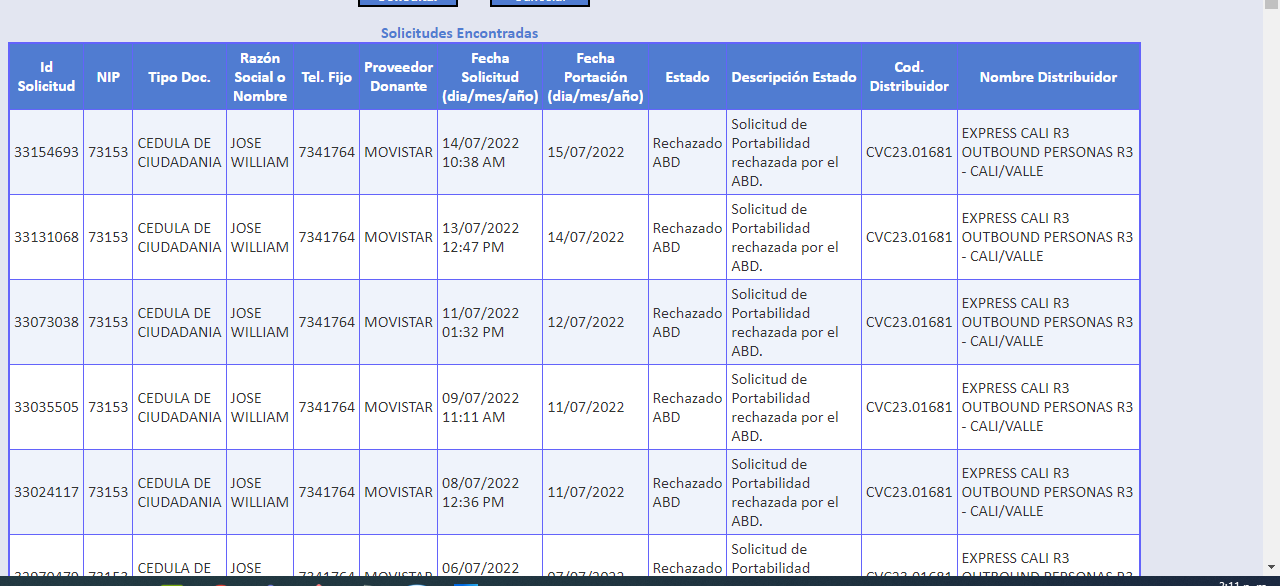 Solicitudes Encontradas
Id Solicitud NIP Tipo Doc. Razón Social o Nombre Tel. Fijo Proveedor Donante Fecha Solicitud (dia/mes/año) Fecha Portación (dia/mes/año) Estado Descripción Estado Cod. Distribuidor Nombre Distribuidor
33154693 73153 CEDULA DE CIUDADANIA JOSE WILLIAM 7341764 MOVISTAR 14/07/2022 10:38 AM 15/07/2022 Rechazado ABD Solicitud de Portabilidad rechazada por el ABD. CVC23.01681 EXPRESS CALI R3 OUTBOUND PERSONAS R3 - CALI/VALLE
33131068 73153 CEDULA DE CIUDADANIA JOSE WILLIAM 7341764 MOVISTAR 13/07/2022 12:47 PM 14/07/2022 Rechazado ABD Solicitud de Portabilidad rechazada por el ABD. CVC23.01681 EXPRESS CALI R3 OUTBOUND PERSONAS R3 - CALI/VALLE
33073038 73153 CEDULA DE CIUDADANIA JOSE WILLIAM 7341764 MOVISTAR 11/07/2022 01:32 PM 12/07/2022 Rechazado ABD Solicitud de Portabilidad rechazada por el ABD. CVC23.01681 EXPRESS CALI R3 OUTBOUND PERSONAS R3 - CALI/VALLE
33035505 73153 CEDULA DE CIUDADANIA JOSE WILLIAM 7341764 MOVISTAR 09/07/2022 11:11 AM 11/07/2022 Rechazado ABD Solicitud de Portabilidad rechazada por el ABD. CVC23.01681 EXPRESS CALI R3 OUTBOUND PERSONAS R3 - CALI/VALLE
33024117 73153 CEDULA DE CIUDADANIA JOSE WILLIAM 7341764 MOVISTAR 08/07/2022 12:36 PM 11/07/2022 Rechazado ABD Solicitud de Portabilidad rechazada por el ABD. CVC23.01681 EXPRESS CALI R3 OUTBOUND PERSONAS R3 - CALI/VALLE
CEDULA DE JOSE 06/07/2022 Rechazado Solicitud de Portabilidad EXPRESS CALI R3